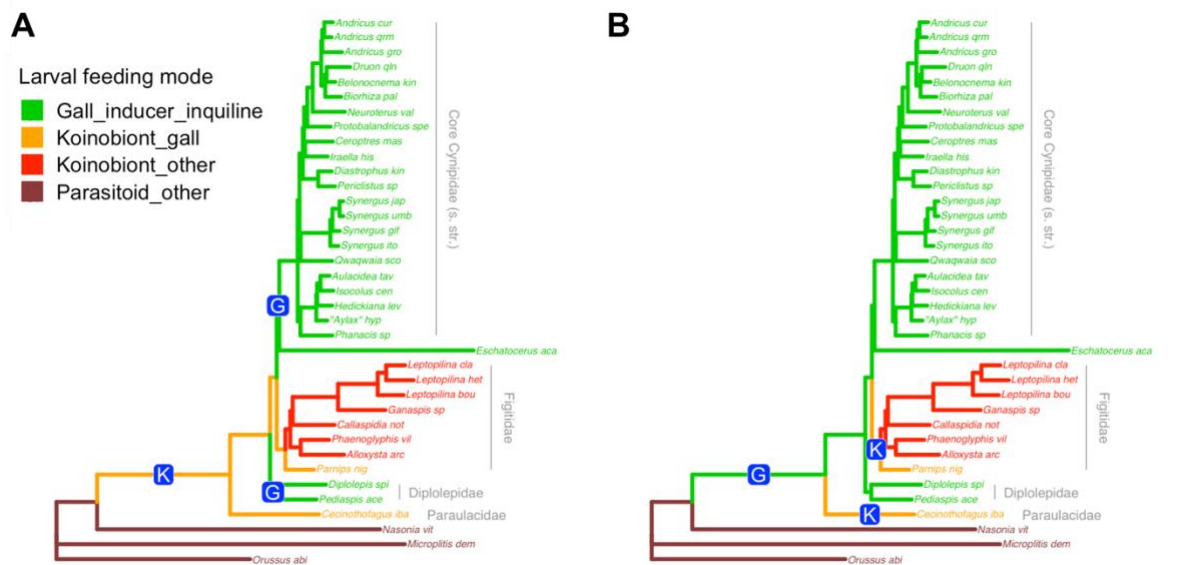 A
Larval feeding mode
Gall_inducer_inquiline
Koinobiont_gall
Koinobiont_other
Parasitoid_other
Andricus cur
Andricus qrm
Andricus gro
Druon qln
Belonocnema kin
Biorhiza pal
Neuroterus val
Protobalandricus spe
Ceroptres mas
Iraella his
Diastrophus kin
Periclistus sp
Synergus jap
Synergus umb
Synergus gif
Synergus ito
Qwaqwaia sco
Aulacidea tav
Isocolus cen
Hedickiana lev
"Aylax" hyp
Phanacis sp
Eschatocerus aca
Leptopilina cla
Leptopilina het
Leptopilina bou
Ganaspis sp
Callaspidia not
Phaenoglyphis vil
Alloxysta arc
Parnips nig
Diplolepis spi
Pediaspis ace
Cecinothofagus iba
Nasonia vit
Microplitis dem
Orussus abi
Core Cynipidae (s. str.)
Figitidae
Diplolepidae
Paraulacidae
G
K
G
B
Andricus cur
Andricus qrm
Andricus gro
Druon qln
Belonocnema kin
Biorhiza pal
Neuroterus val
Protobalandricus spe
Ceroptres mas
Iraella his
Diastrophus kin
Periclistus sp
Synergus jap
Synergus umb
Synergus gif
Synergus ito
Qwaqwaia sco
Aulacidea tav
Isocolus cen
Hedickiana lev
"Aylax" hyp
Phanacis sp
Eschatocerus aca
Leptopilina cla
Leptopilina het
Leptopilina bou
Ganaspis sp
Callaspidia not
Phaenoglyphis vil
Alloxysta arc
Parnips nig
Diplolepis spi
Pediaspis ace
Cecinothofagus iba
Nasonia vit
Microplitis dem
Orussus abi
Core Cynipidae (s. str.)
Figitidae
Diplolepidae
Paraulacidae
K
G
K